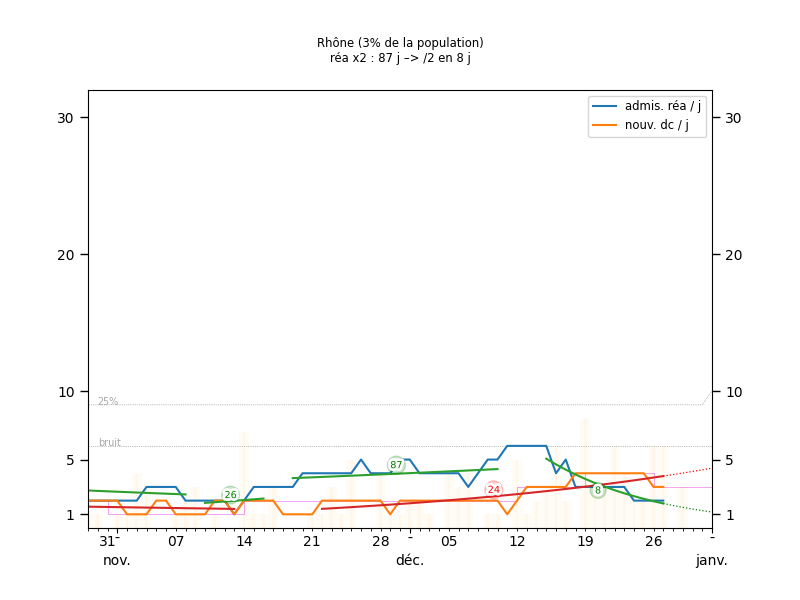 Rhône (3% de la population)
réa x2 : 87 j –> /2 en 8 j
admis. réa / j
nouv. dc / j
30
30
20
20
10
10
25%
bruit
5
5
87
26
24
8
1
1
31 07 14 21 28 05 12 19 26
nov. déc. janv.